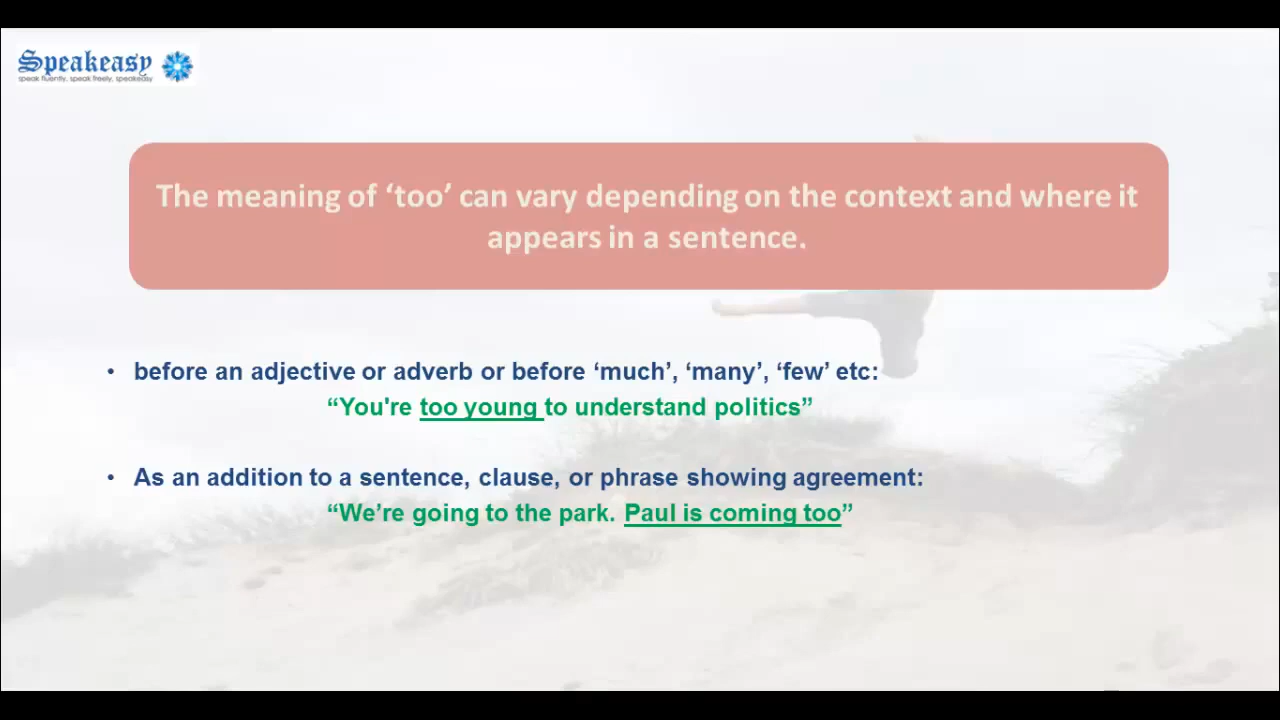 Speakeasy
speak fluently, speak freely, speakeasy
The meaning of ‘too’ can vary depending on the context and where it
appears in a sentence.
• before an adjective or adverb or before ‘much’, ‘many’, ‘few’ etc:
“You're too young to understand politics”
• As an addition to a sentence, clause, or phrase showing agreement:
“We’re going to the park. Paul is coming too”